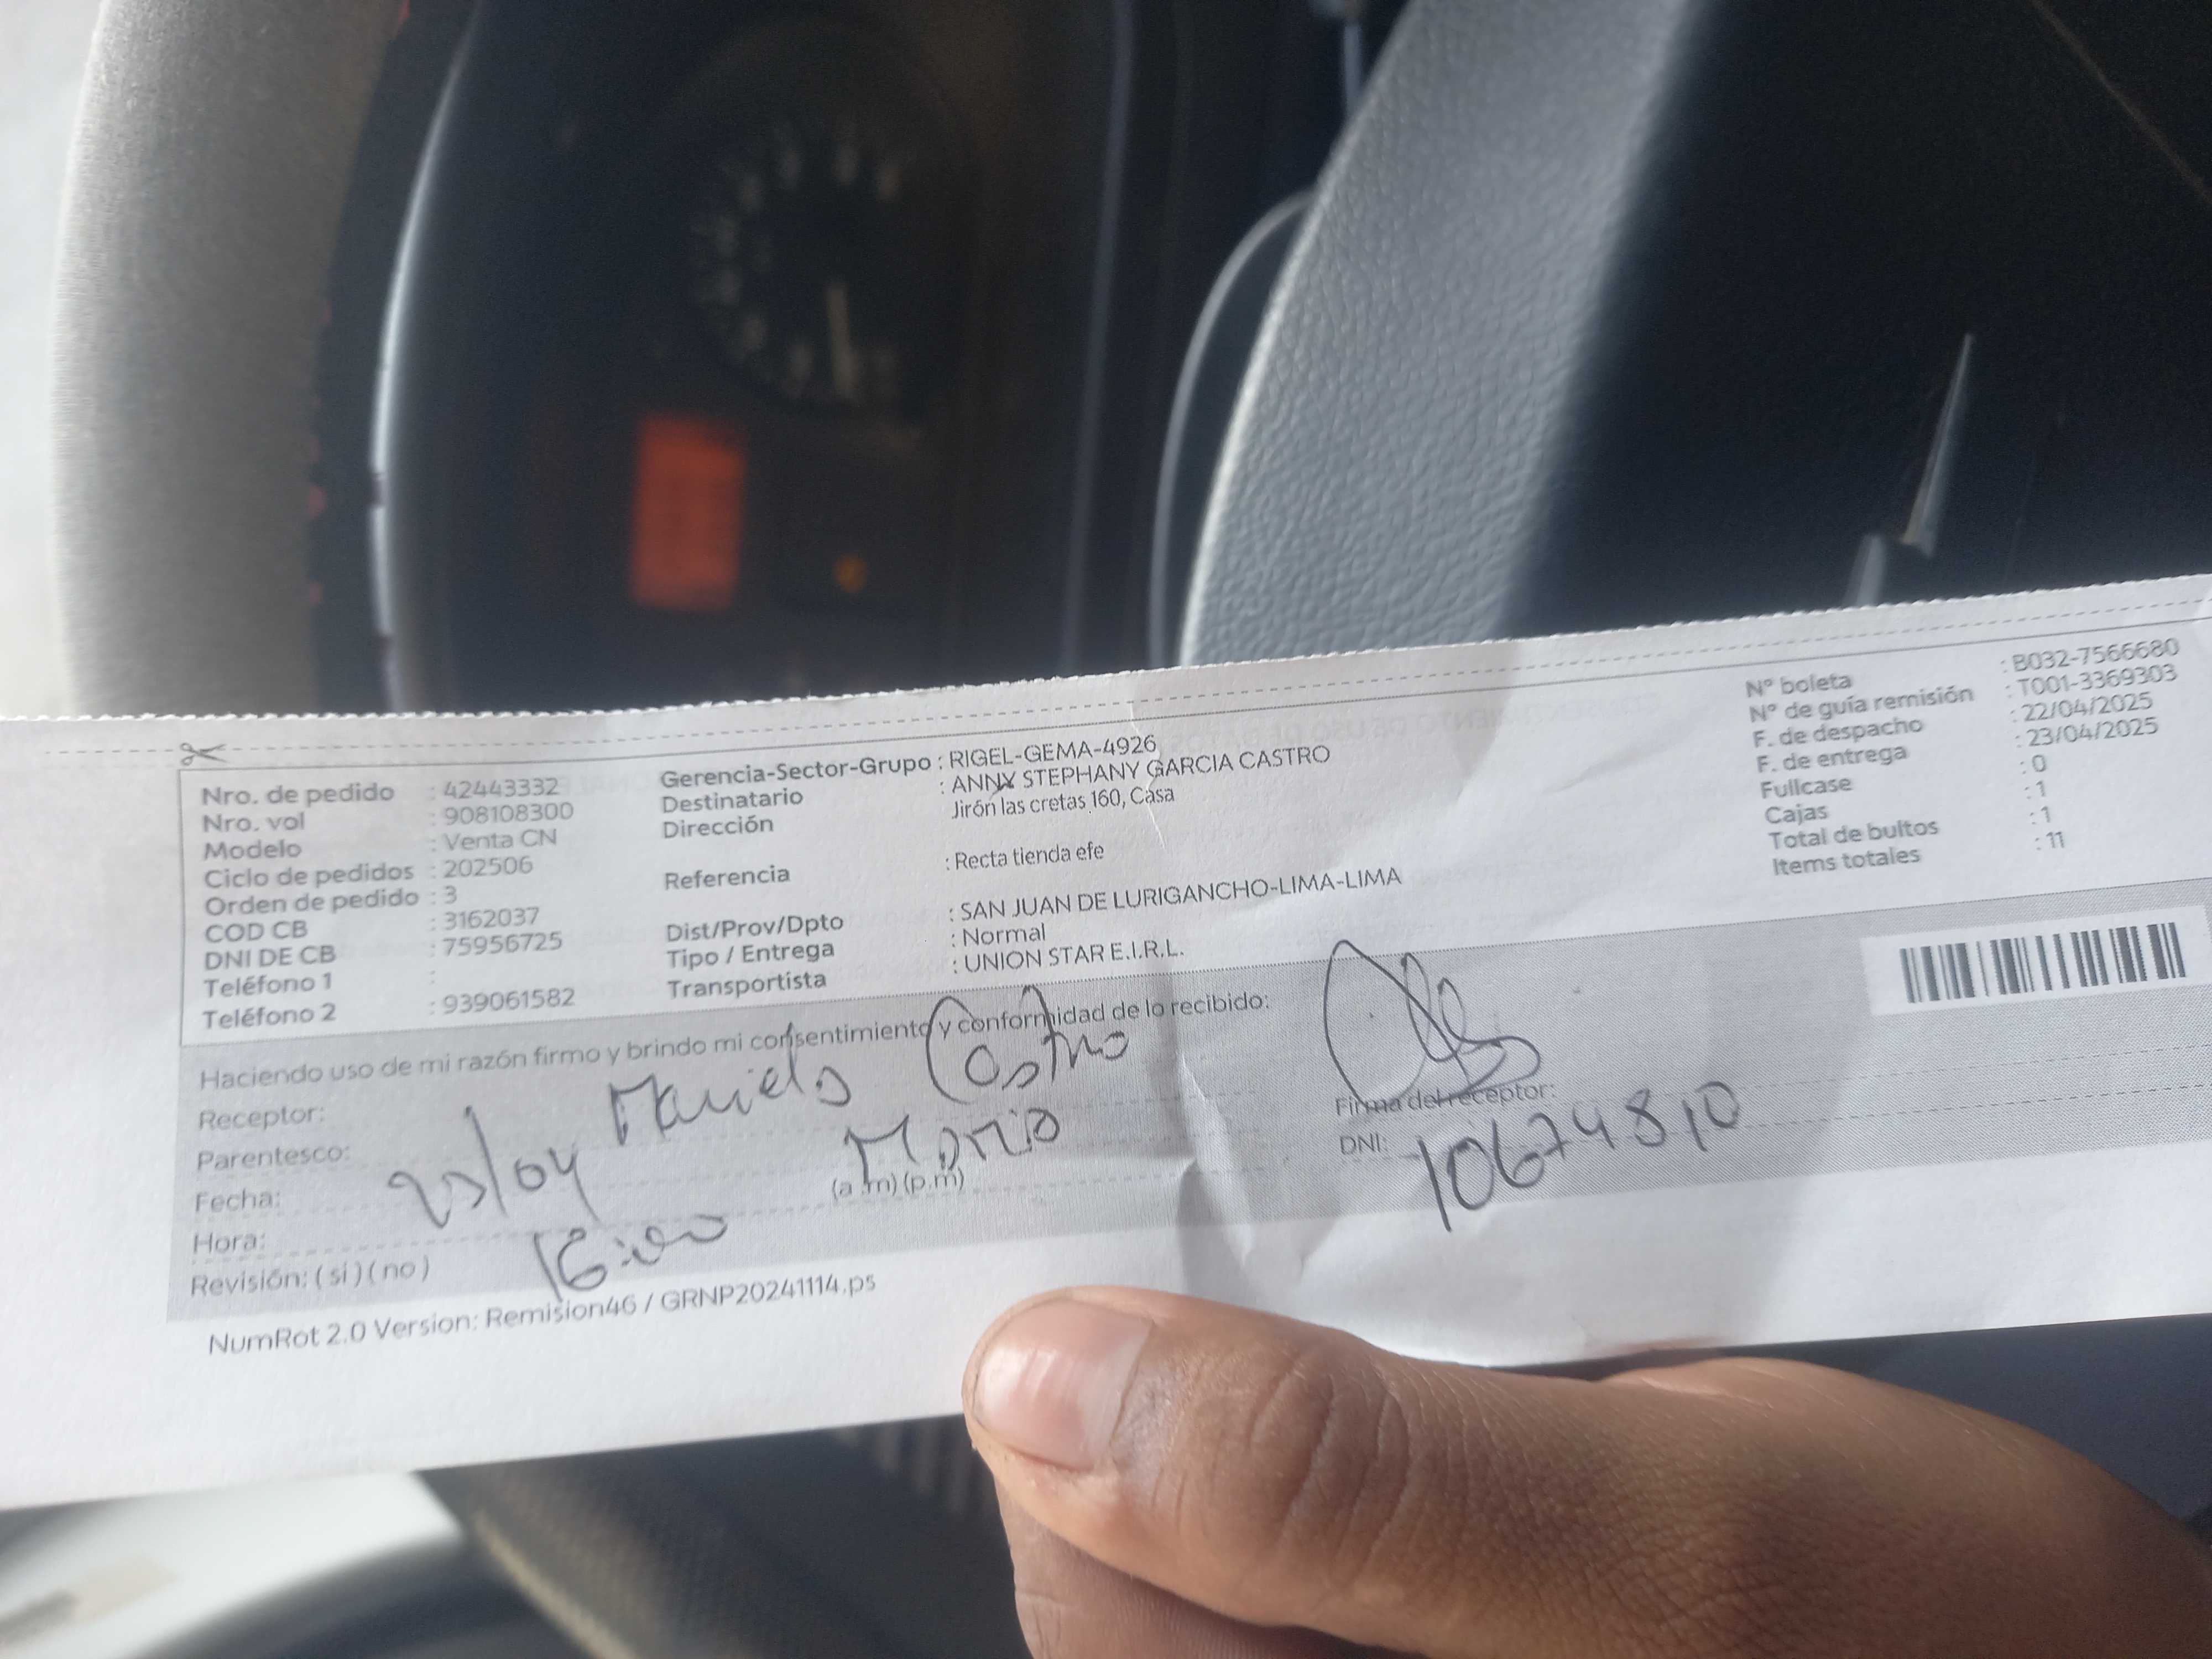 Nro. de pedido : 42443332
Nro. vol : 908108300
Modelo : Venta CN
Ciclo de pedidos : 202506
Orden de pedido : 3
COD CB : 3162037
DNI DE CB : 75956725
Teléfono 1 :
Teléfono 2 : 939061582
Gerencia-Sector-Grupo : RIGEL-GEMA-4926
Destinatario : ANNY STEPHANY GARCIA CASTRO
Dirección Jirón las cretas 160, Casa
Referencia : Recta tienda efe
Dist/Prov/Dpto : SAN JUAN DE LURIGANCHO-LIMA-LIMA
Tipo / Entrega : Normal
Transportista : UNION STAR E.I.R.L.
N° boleta : B032-7566680
N° de guía remisión : T001-3369303
F. de despacho : 22/04/2025
F. de entrega : 23/04/2025
Fullcase : 0
Cajas : 1
Total de bultos : 1
Items totales : 11
Haciendo uso de mi razón firmo y brindo mi consentimiento y conformidad de lo recibido:
Receptor: Castro
Parentesco:
Fecha: 23/04
Hora: (a.m) (p.m)
Revisión: (si) (no)
Firma del receptor:
DNI: 10674810
NumRot 2.0 Version: Remision46 / GRNP20241114.ps